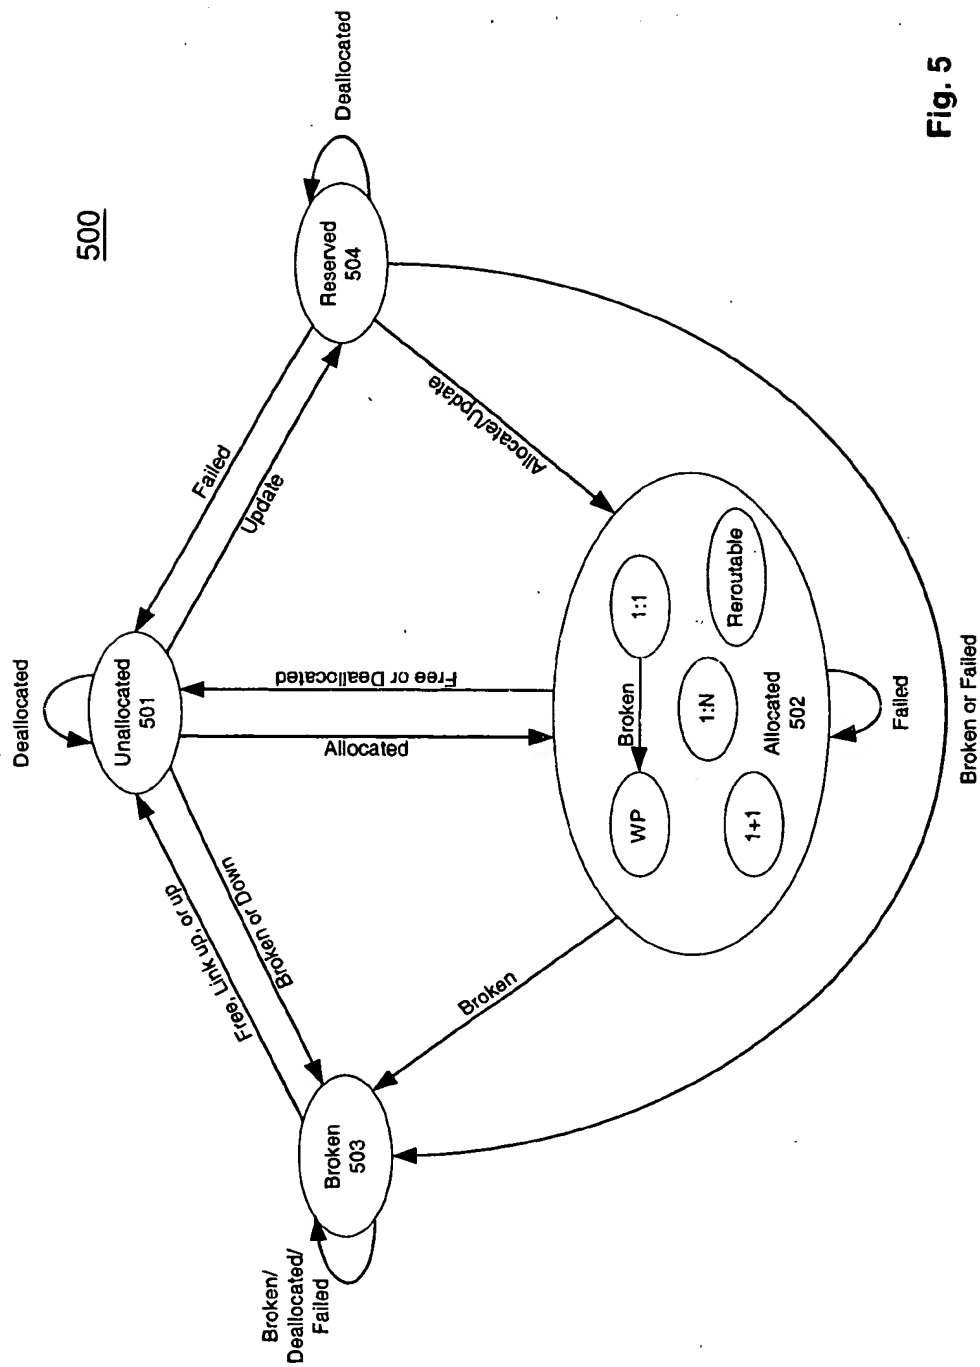 500
Deallocated
Unallocated
501
Free, Link up, or up
Broken or Down
Failed
Update
Free or Deallocated
Allocated
Broken
503
Broken/
Deallocated/
Failed
Reserved
504
Deallocated
Broken
Allocate/Update
WP
Broken
1:1
1:N
1+1
Reroutable
Allocated
502
Failed
Broken or Failed
Fig. 5